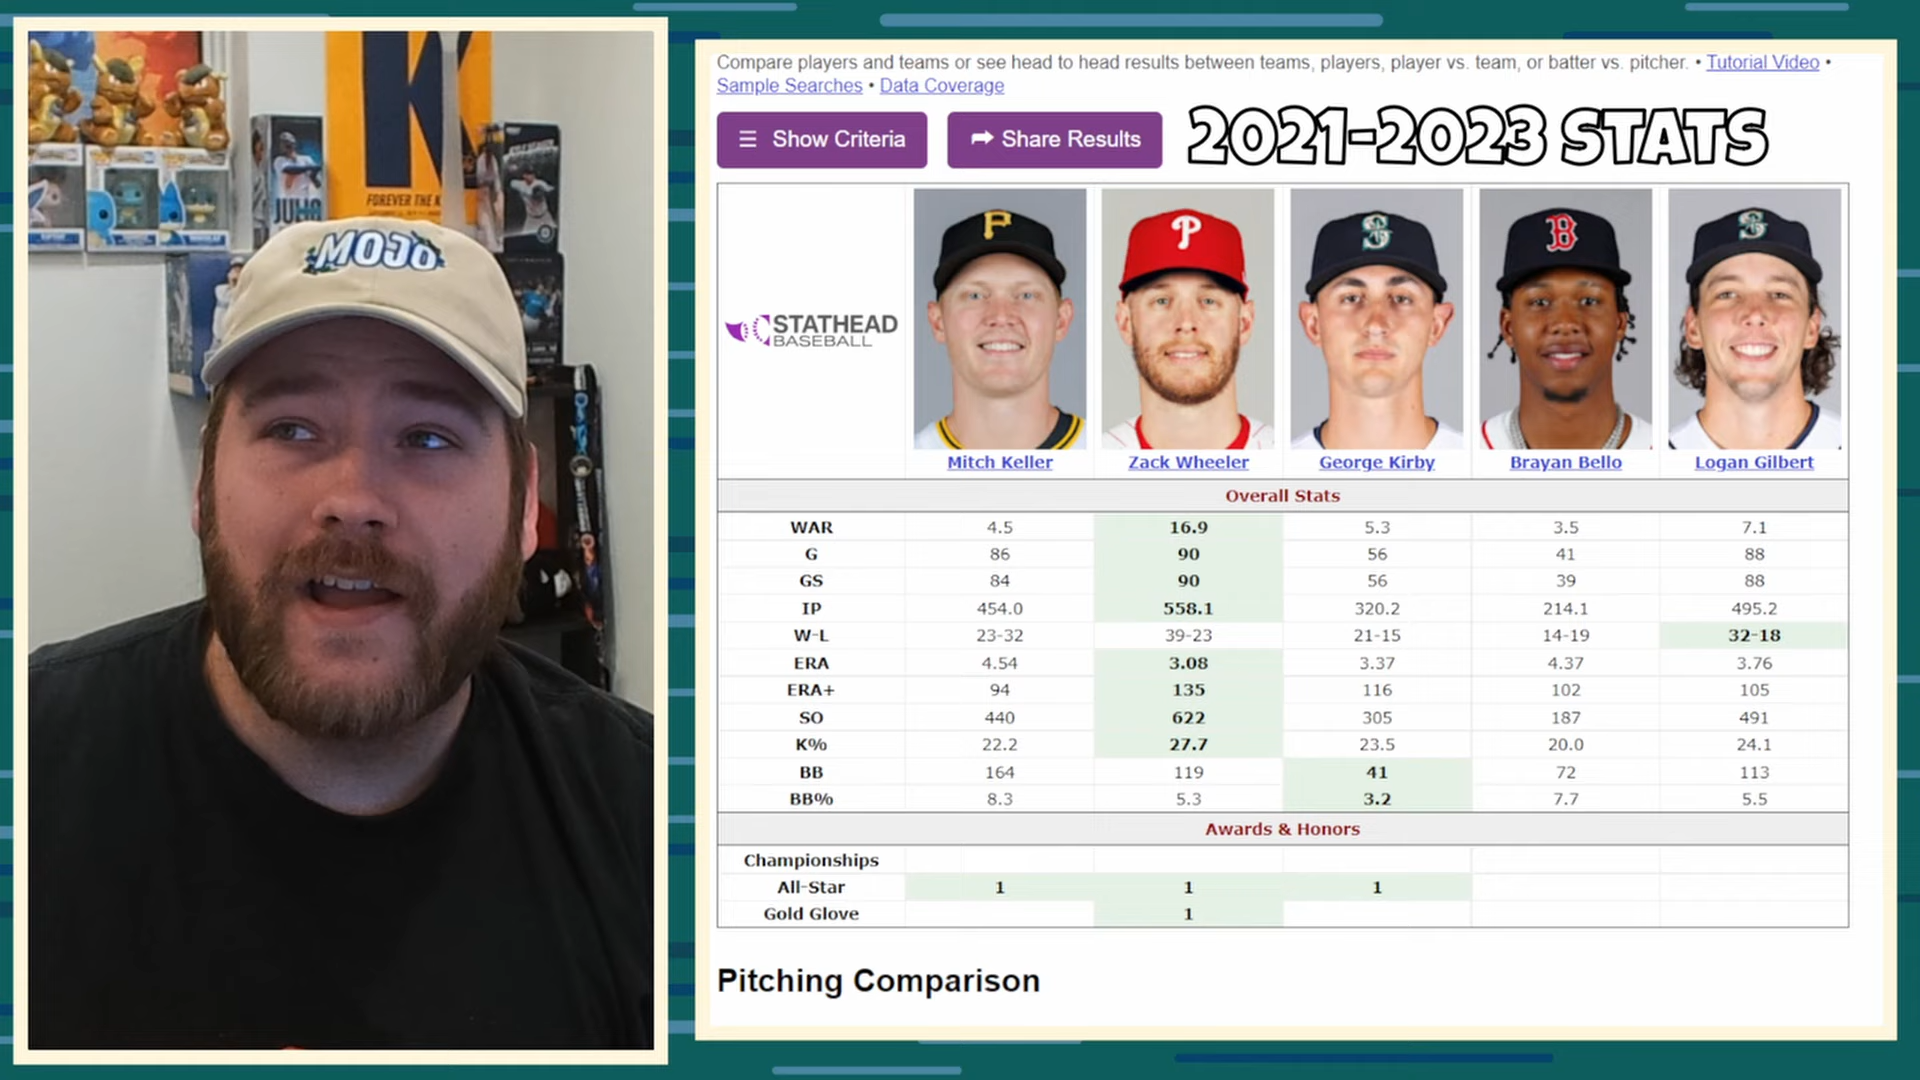 K
FOREVER THE K
JULIO
MOJO
Compare players and teams or see head to head results between teams, players, player vs. team, or batter vs. pitcher. • Tutorial Video •
Sample Searches • Data Coverage
Show Criteria
Share Results
2021-2023 STATS
STATHEAD
BASEBALL
P
P
S
B
S
Mitch Keller Zack Wheeler George Kirby Brayan Bello Logan Gilbert
Overall Stats
WAR 4.5 16.9 5.3 3.5 7.1
G 86 90 56 41 88
GS 84 90 56 39 88
IP 454.0 558.1 320.2 214.1 495.2
W-L 23-32 39-23 21-15 14-19 32-18
ERA 4.54 3.08 3.37 4.37 3.76
ERA+ 94 135 116 102 105
SO 440 622 305 187 491
K% 22.2 27.7 23.5 20.0 24.1
BB 164 119 41 72 113
BB% 8.3 5.3 3.2 7.7 5.5
Awards & Honors
Championships
All-Star 1 1 1
Gold Glove 1
Pitching Comparison